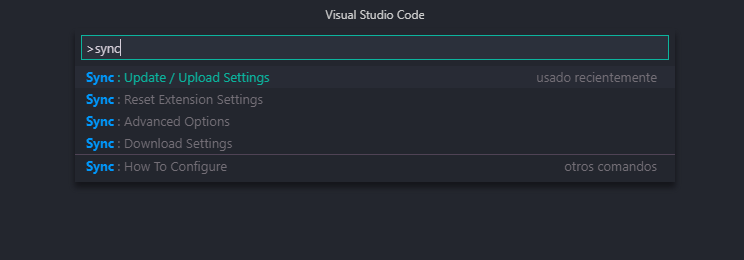 Visual Studio Code
>sync
Sync : Update / Upload Settings usado recientemente
Sync : Reset Extension Settings
Sync : Advanced Options
Sync : Download Settings
Sync : How To Configure otros comandos